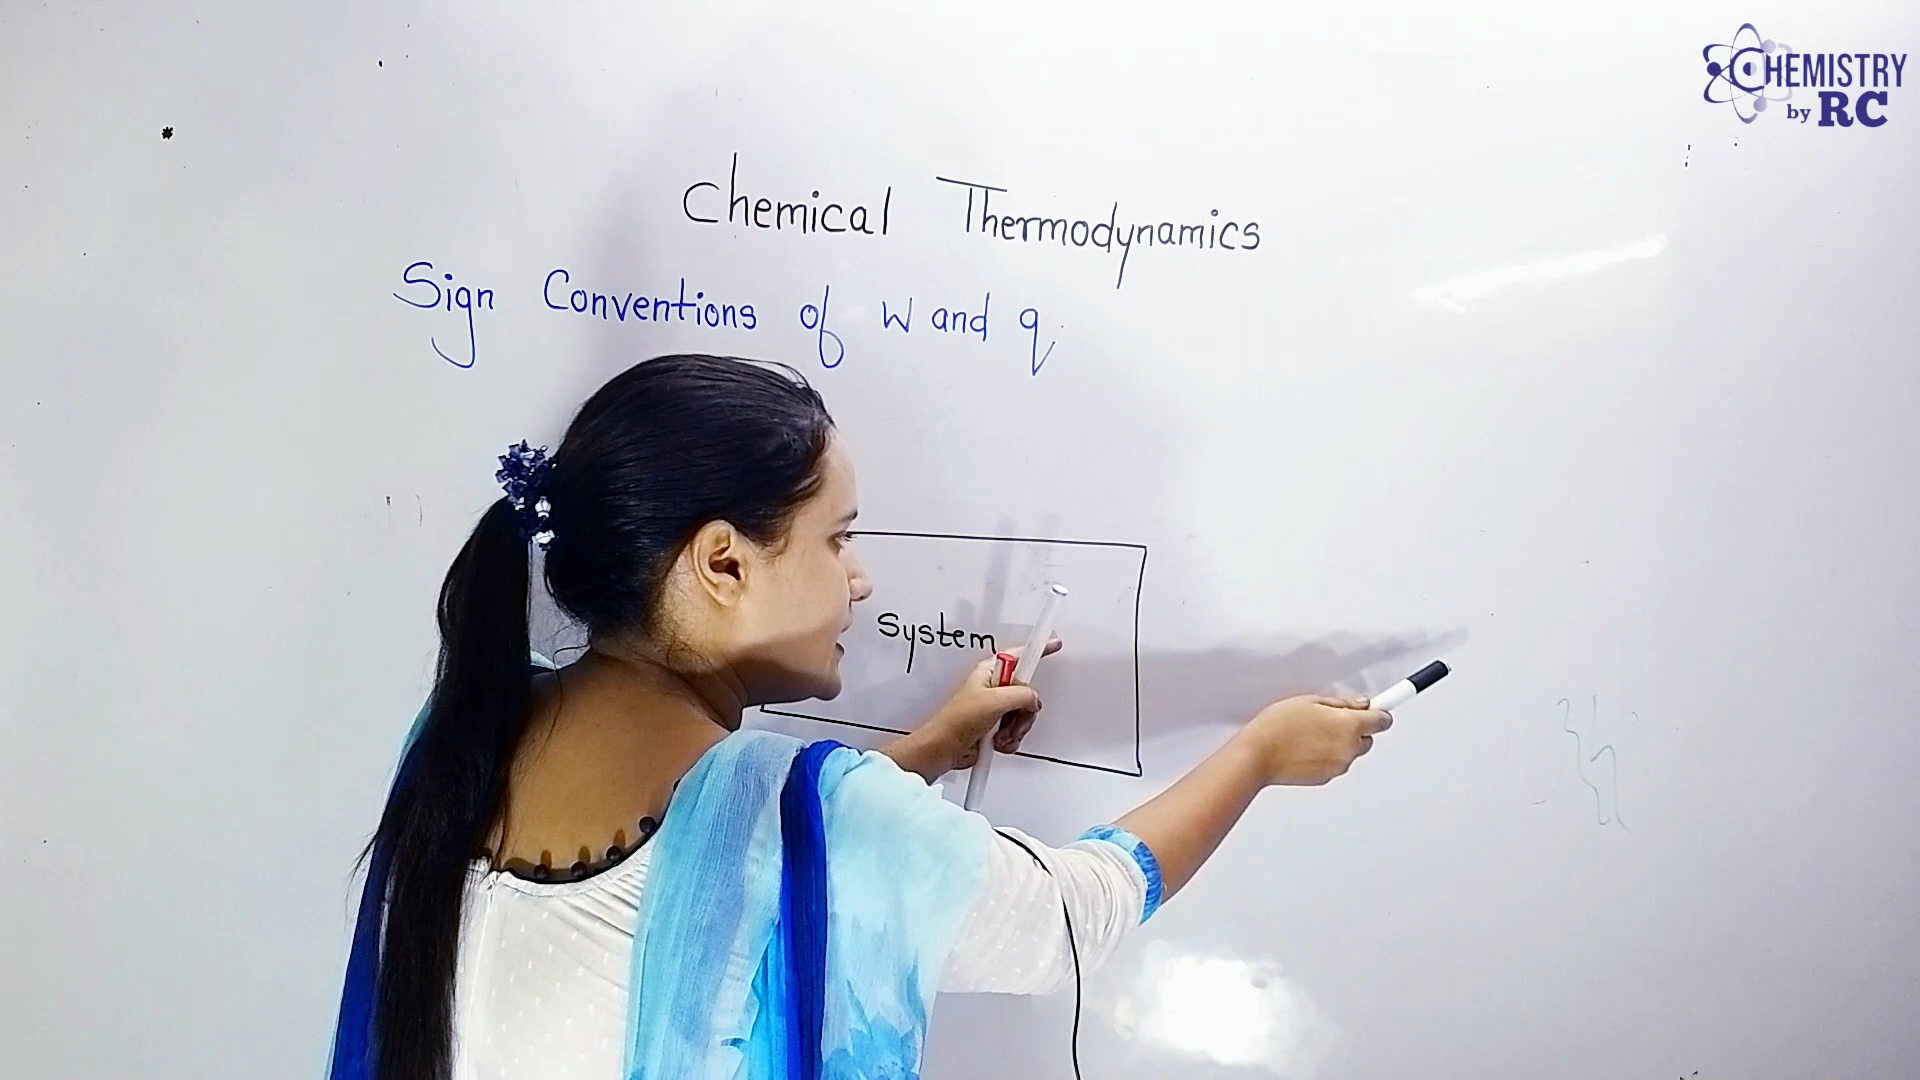 CHEMISTRY
by RC
Chemical Thermodynamics
Sign Conventions of W and q
System